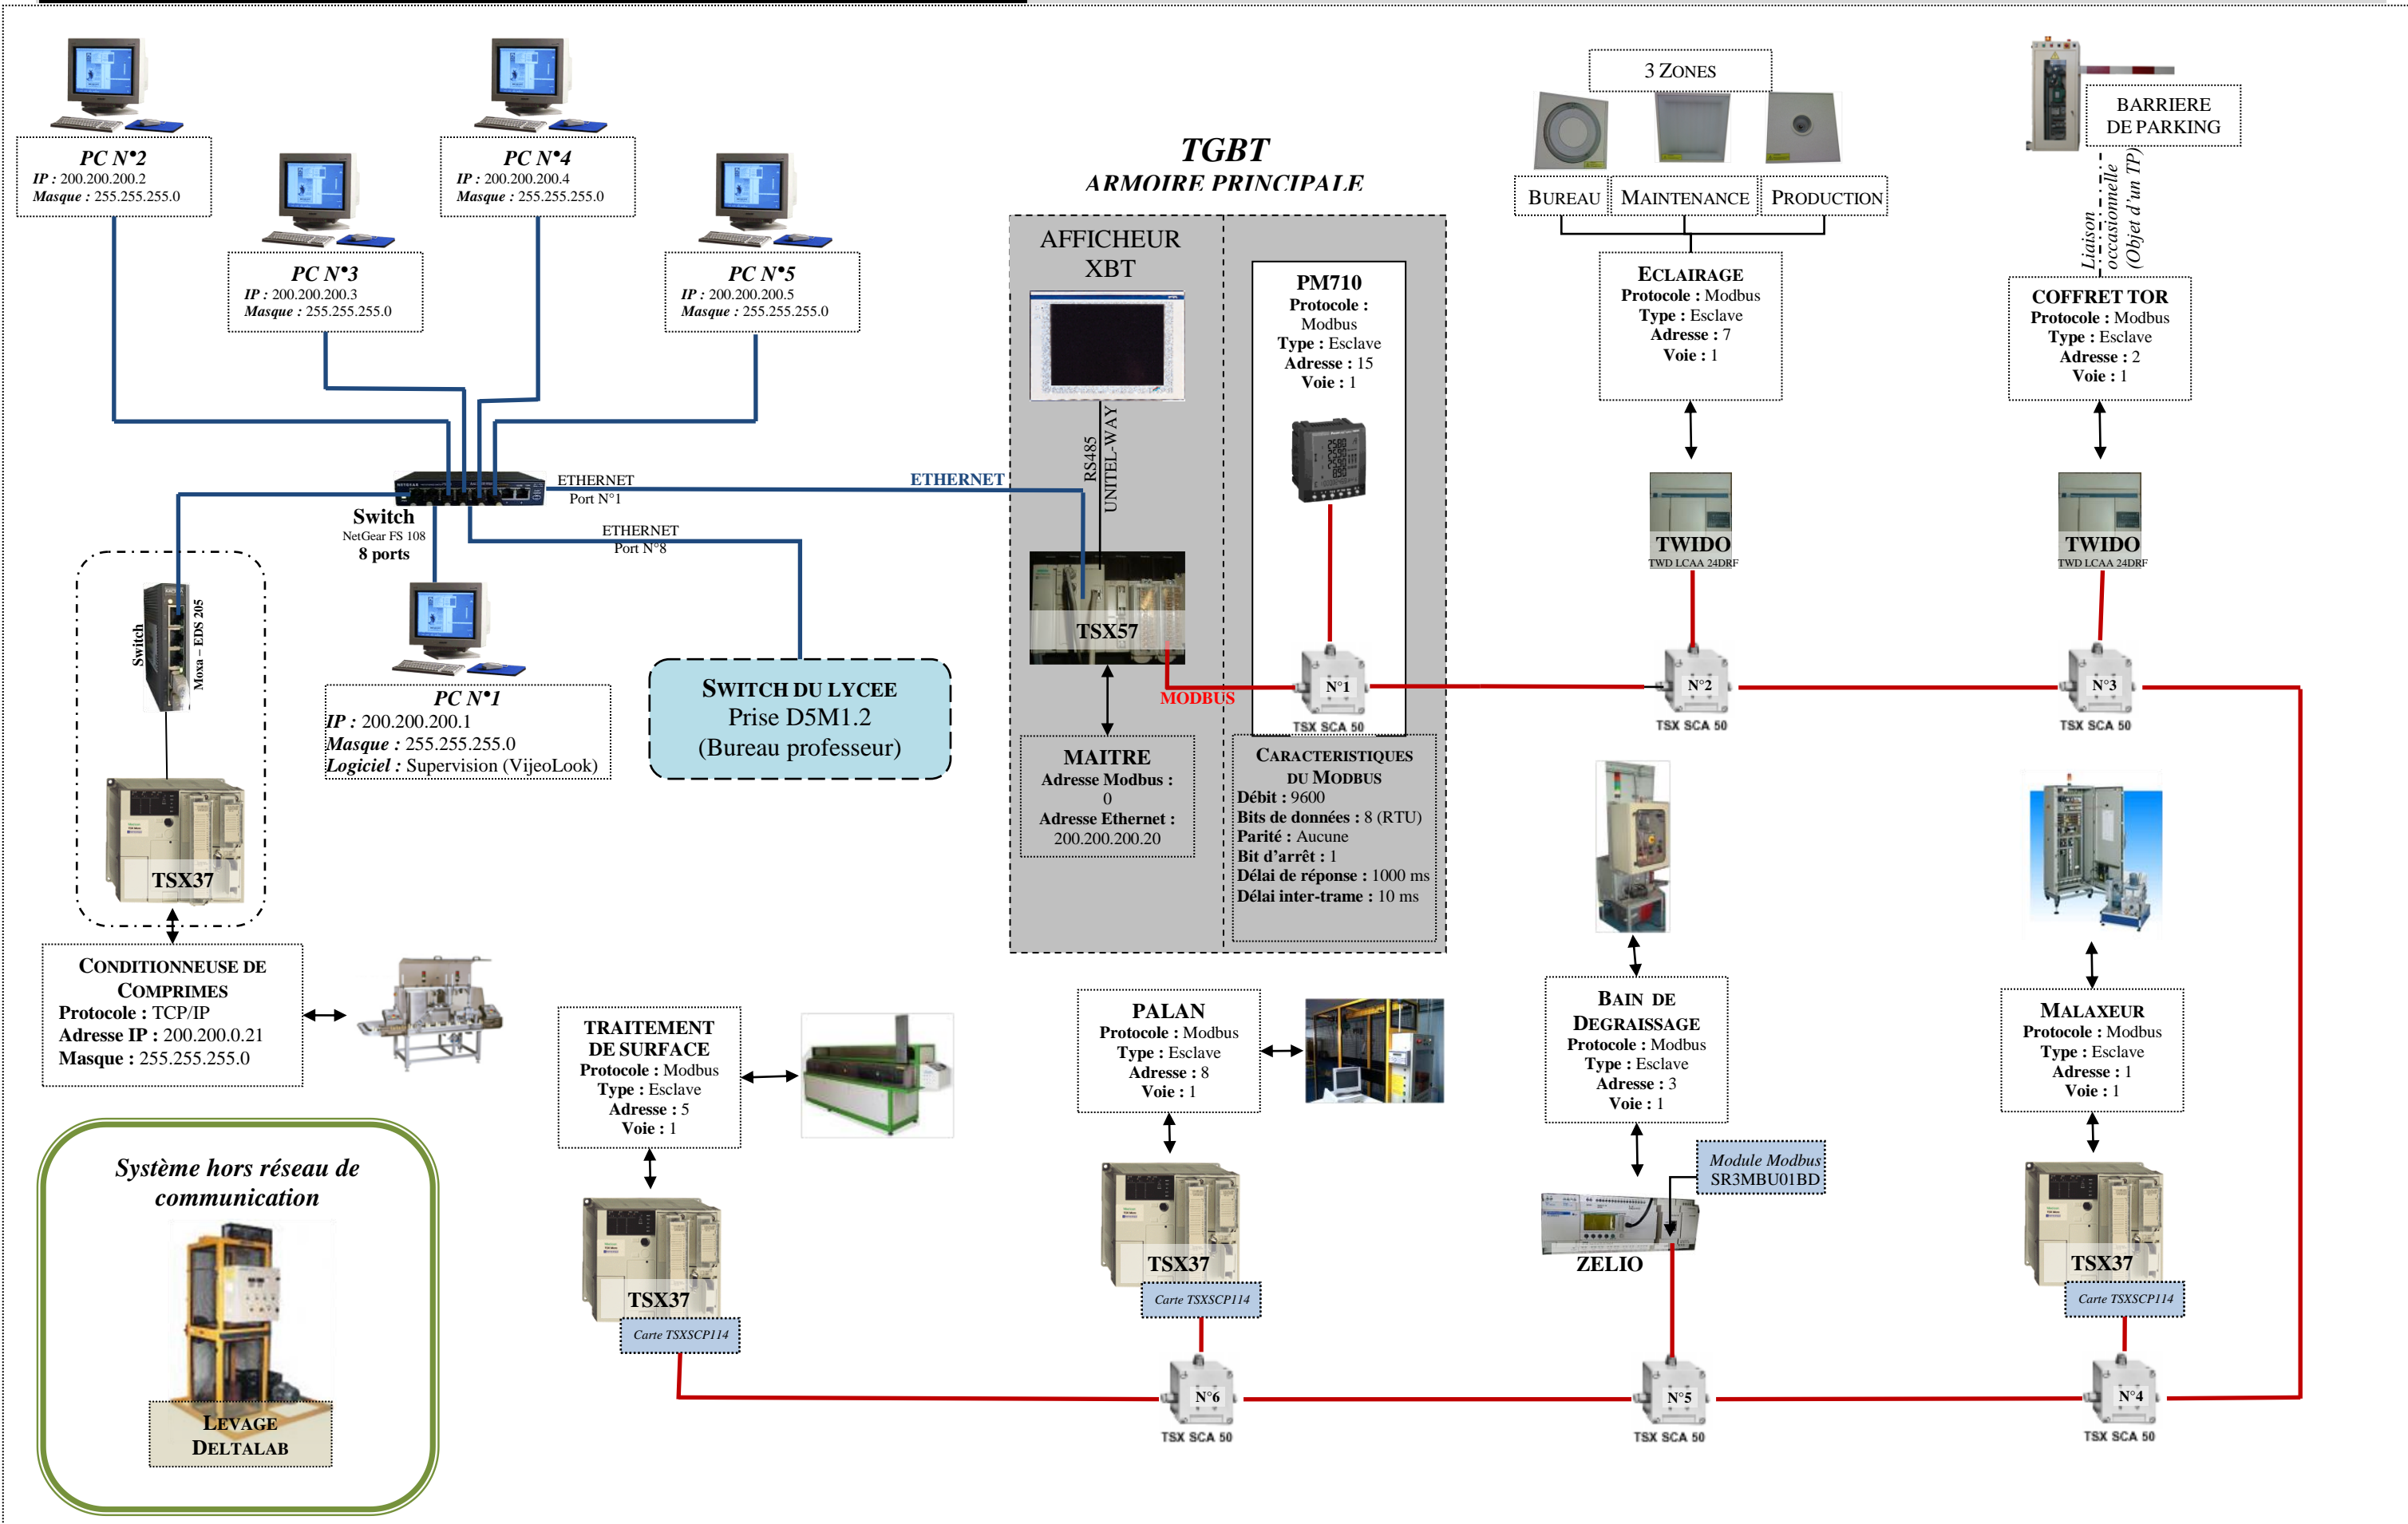 PC N°2
IP : 200.200.200.2
Masque : 255.255.255.0
PC N°4
IP : 200.200.200.4
Masque : 255.255.255.0
PC N°3
IP : 200.200.200.3
Masque : 255.255.255.0
PC N°5
IP : 200.200.200.5
Masque : 255.255.255.0
NETGEAR
Switch
NetGear FS 108
8 ports
ETHERNET
Port N°1
ETHERNET
ETHERNET
Port N°8
Switch
Moxa – EDS 205
TSX37
PC N°1
IP : 200.200.200.1
Masque : 255.255.255.0
Logiciel : Supervision (VijeoLook)
SWITCH DU LYCEE
Prise D5M1.2
(Bureau professeur)
CONDITIONNEUSE DE
COMPRIMES
Protocole : TCP/IP
Adresse IP : 200.200.0.21
Masque : 255.255.255.0
Système hors réseau de
communication
LEVAGE
DELTALAB
TGBT
ARMOIRE PRINCIPALE
AFFICHEUR
XBT
RS485
UNITEL-WAY
TSX57
MODBUS
MAITRE
Adresse Modbus :
0
Adresse Ethernet :
200.200.200.20
PM710
Protocole :
Modbus
Type : Esclave
Adresse : 15
Voie : 1
N°1
TSX SCA 50
CARACTERISTIQUES
DU MODBUS
Débit : 9600
Bits de données : 8 (RTU)
Parité : Aucune
Bit d'arrêt : 1
Délai de réponse : 1000 ms
Délai inter-trame : 10 ms
3 ZONES
BUREAU
MAINTENANCE
PRODUCTION
ECLAIRAGE
Protocole : Modbus
Type : Esclave
Adresse : 7
Voie : 1
TWIDO
TWD LCAA 24DRF
N°2
TSX SCA 50
BARRIERE
DE PARKING
Liaison
occasionnelle
(Objet d'un TP)
COFFRET TOR
Protocole : Modbus
Type : Esclave
Adresse : 2
Voie : 1
TWIDO
TWD LCAA 24DRF
N°3
TSX SCA 50
TRAITEMENT
DE SURFACE
Protocole : Modbus
Type : Esclave
Adresse : 5
Voie : 1
TSX37
Carte TSXSCP114
PALAN
Protocole : Modbus
Type : Esclave
Adresse : 8
Voie : 1
TSX37
Carte TSXSCP114
N°6
TSX SCA 50
BAIN DE
DEGRAISSAGE
Protocole : Modbus
Type : Esclave
Adresse : 3
Voie : 1
Module Modbus
SR3MBU01BD
ZELIO
N°5
TSX SCA 50
MALAXEUR
Protocole : Modbus
Type : Esclave
Adresse : 1
Voie : 1
TSX37
Carte TSXSCP114
N°4
TSX SCA 50